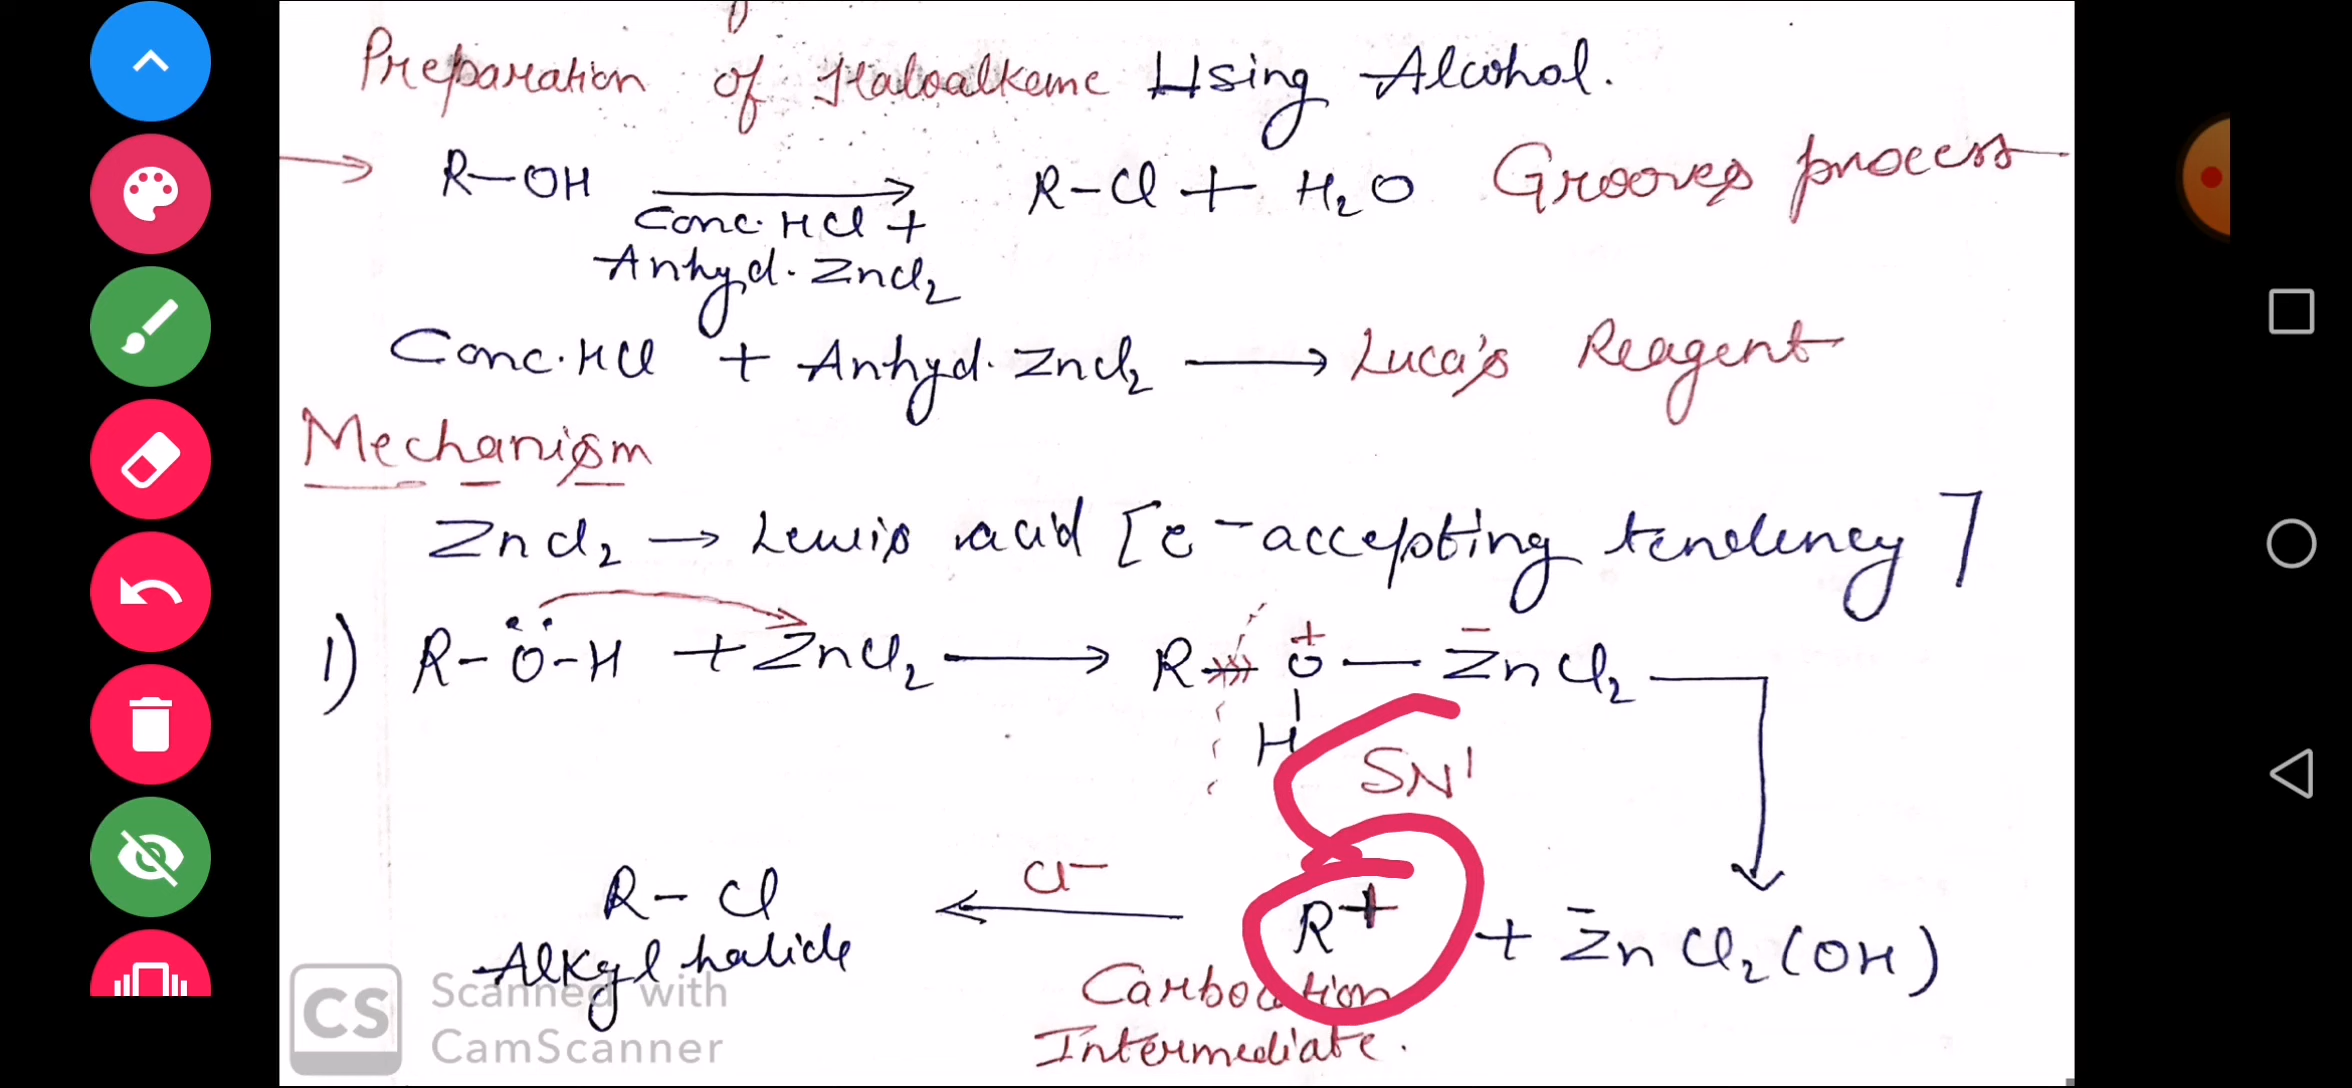 Preparation of Haloalkane Using Alcohol.
→ R-OH → R-Cl + H₂O Grooves process
Conc. HCl +
Anhyd. ZnCl₂
Conc. HCl + Anhyd. ZnCl₂ → Luca's Reagent
Mechanism
ZnCl₂ → Lewis acid [e⁻ accepting tendency]
1) R-Ö-H + ZnCl₂ → R-O⁺-Z̄nCl₂
H
SN¹
R-Cl ← Cl⁻ R⁺ + Z̄nCl₂(OH)
Alkyl halide
Carbocation
Intermediate.
CS Scanned with
CamScanner